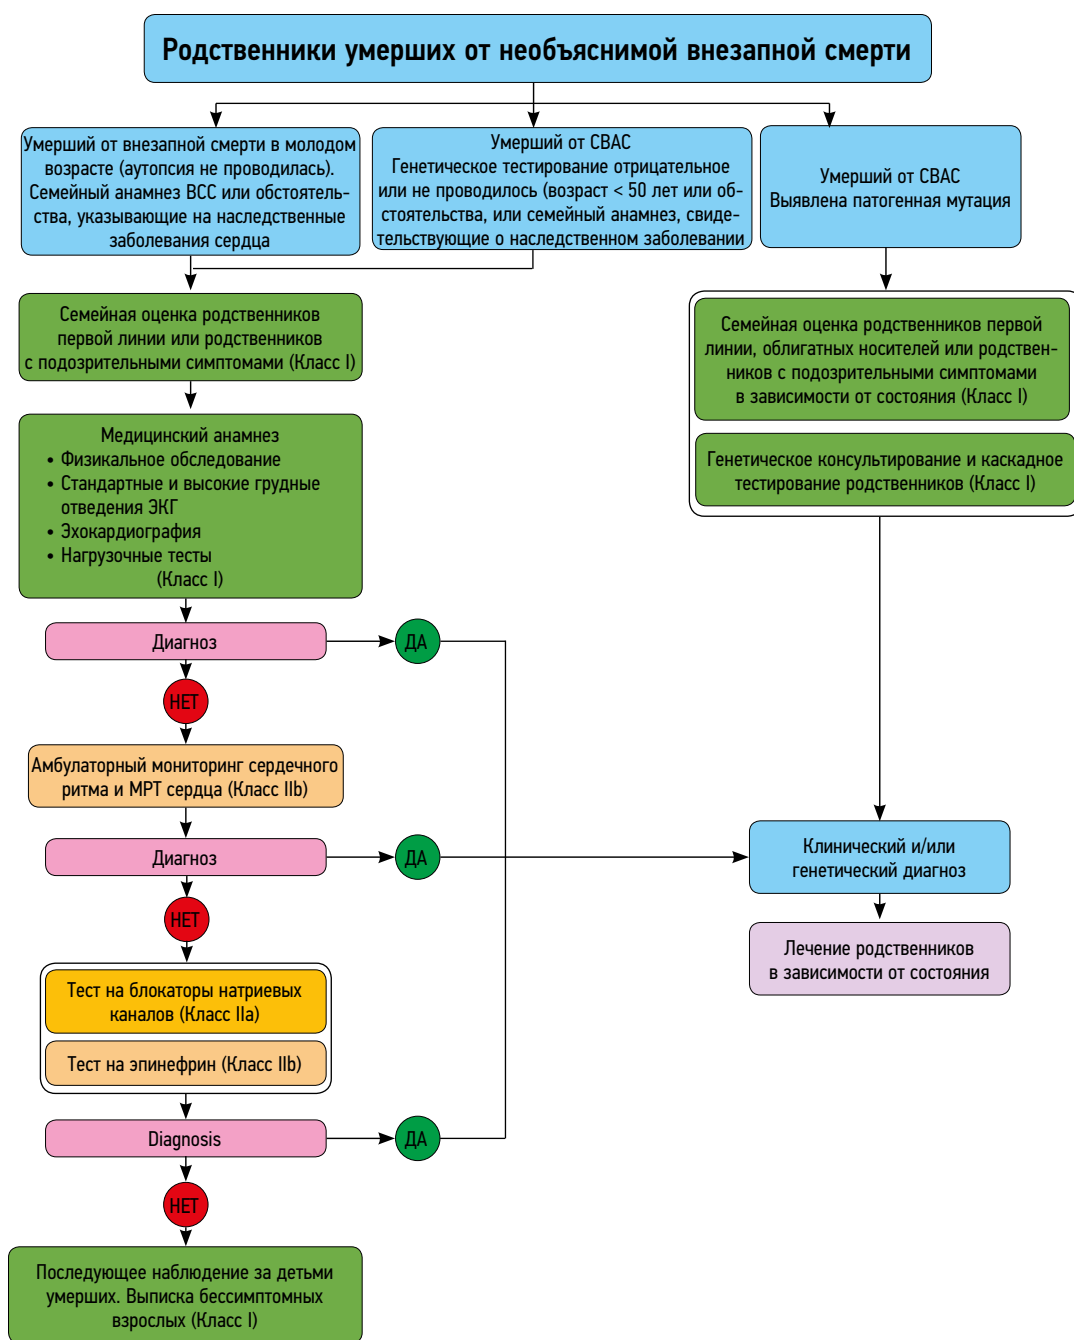 Родственники умерших от необъяснимой внезапной смерти
Умерший от внезапной смерти в молодом
возрасте (аутопсия не проводилась).
Семейный анамнез ВСС или обстоятель-
ства, указывающие на наследственные
заболевания сердца
Умерший от СВАС
Генетическое тестирование отрицательное
или не проводилось (возраст < 50 лет или об-
стоятельства, или семейный анамнез, свиде-
тельствующие о наследственном заболевании
Умерший от СВАС
Выявлена патогенная мутация
Семейная оценка родственников
первой линии или родственников
с подозрительными симптомами (Класс I)
Семейная оценка родственников первой
линии, облигатных носителей или родствен-
ников с подозрительными симптомами
в зависимости от состояния (Класс I)
Генетическое консультирование и каскадное
тестирование родственников (Класс I)
Медицинский анамнез
• Физикальное обследование
• Стандартные и высокие грудные
отведения ЭКГ
• Эхокардиография
• Нагрузочные тесты
(Класс I)
Диагноз
ДА
НЕТ
Амбулаторный мониторинг сердечного
ритма и МРТ сердца (Класс IIb)
Диагноз
ДА
Клинический и/или
генетический диагноз
НЕТ
Лечение родственников
в зависимости от состояния
Тест на блокаторы натриевых
каналов (Класс IIa)
Тест на эпинефрин (Класс IIb)
Diagnosis
ДА
НЕТ
Последующее наблюдение за детьми
умерших. Выписка бессимптомных
взрослых (Класс I)